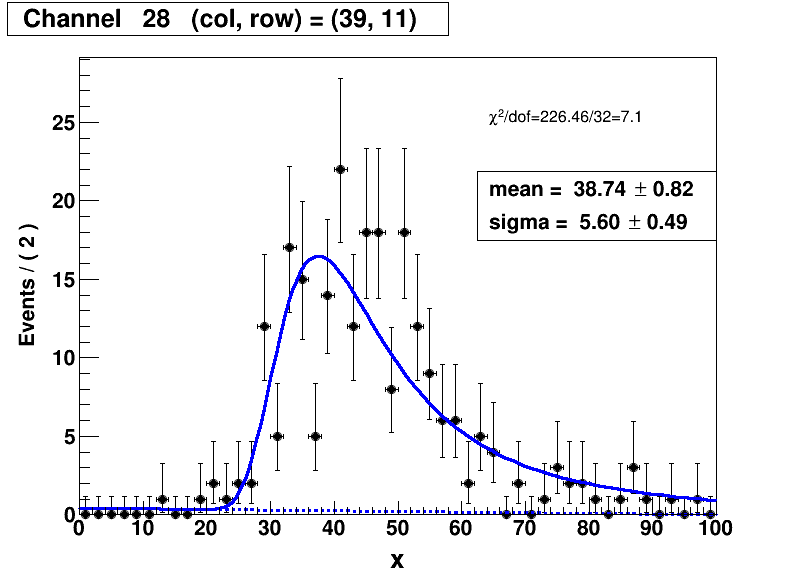 Channel 28 (col, row) = (39, 11)
χ²/dof=226.46/32=7.1
mean = 38.74 ± 0.82
sigma = 5.60 ± 0.49
Events / ( 2 )
25
20
15
10
5
0
0 10 20 30 40 50 60 70 80 90 100
x